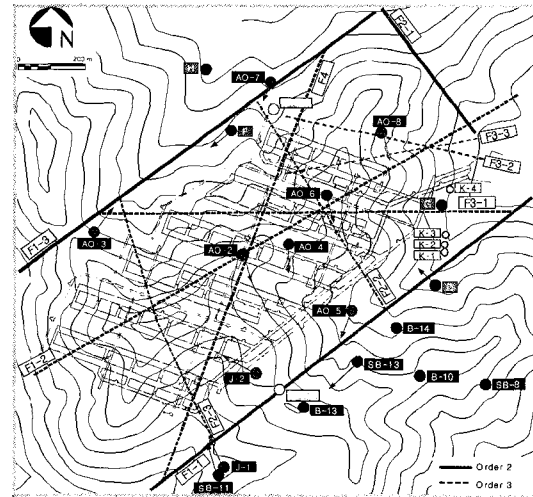 N
200 m
F2-1
AO-7
F4
AO-8
F3-3
F3-2
K-4
AO-6
F3-1
F1-3
AO-3
AO-2
AO-4
K-3
K-2
K-1
F2-2
AO-5
B-14
F1-2
SB-13
J-2
B-10
SB-8
B-13
F2-3
F1-1
J-1
SB-11
Order 2
Order 3